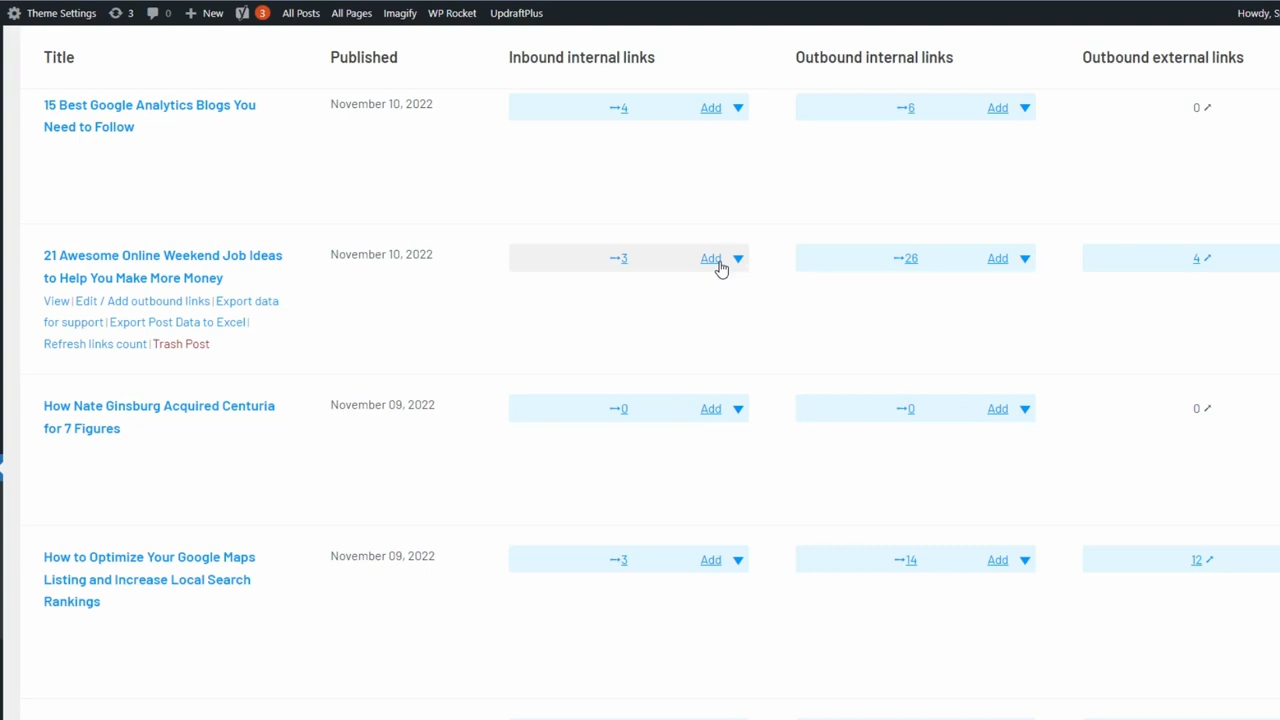 Theme Settings 3 0 New 3 All Posts All Pages Imagify WP Rocket UpdraftPlus Howdy, S
Title Published Inbound internal links Outbound internal links Outbound external links
15 Best Google Analytics Blogs You November 10, 2022 4 Add 6 Add 0
Need to Follow
21 Awesome Online Weekend Job Ideas November 10, 2022 3 Add 26 Add 4
to Help You Make More Money
View | Edit / Add outbound links | Export data
for support | Export Post Data to Excel |
Refresh links count | Trash Post
How Nate Ginsburg Acquired Centuria November 09, 2022 0 Add 0 Add 0
for 7 Figures
How to Optimize Your Google Maps November 09, 2022 3 Add 14 Add 12
Listing and Increase Local Search
Rankings